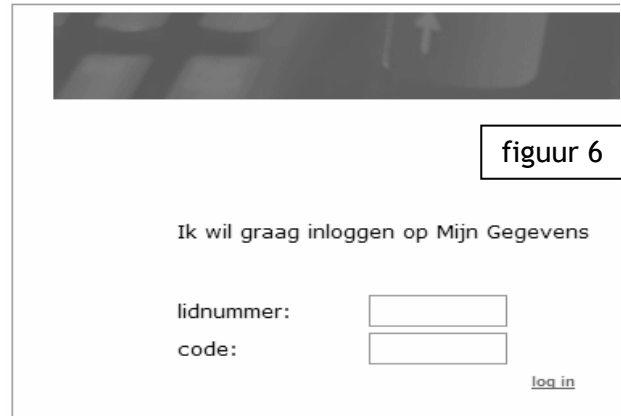 figuur 6
Ik wil graag inloggen op Mijn Gegevens
lidnummer:
code:
log in